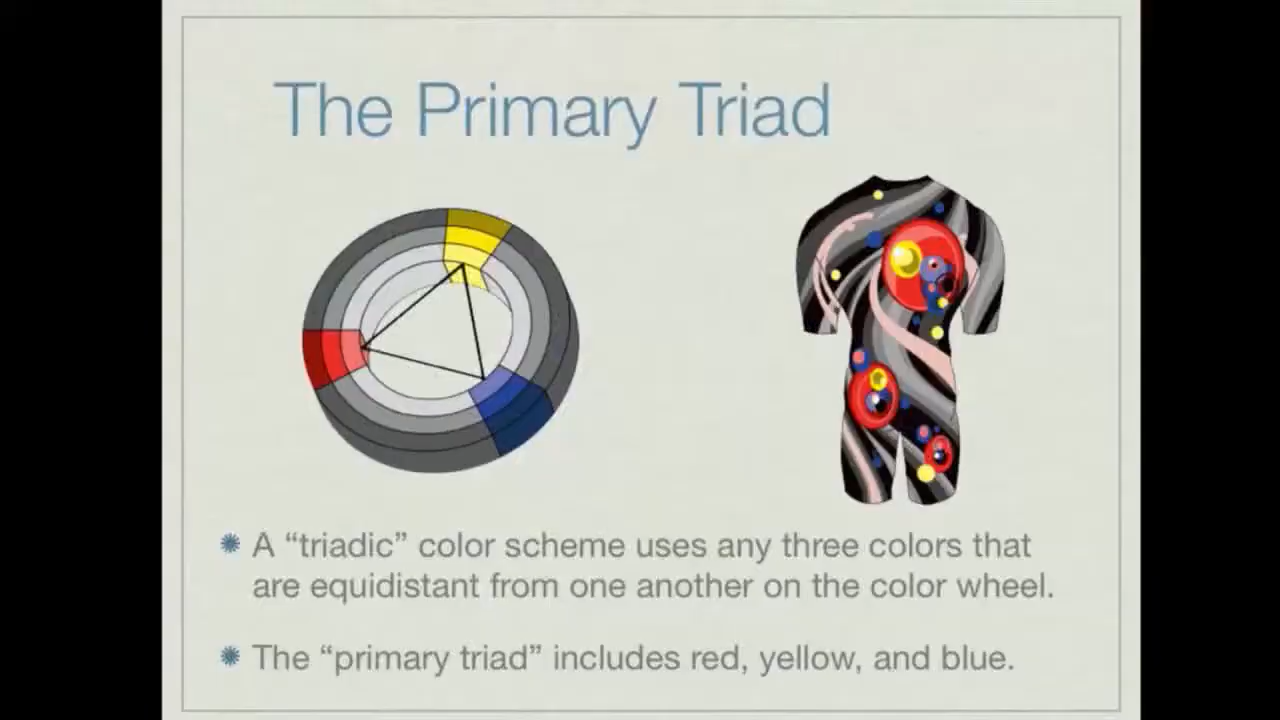 The Primary Triad
A “triadic” color scheme uses any three colors that
are equidistant from one another on the color wheel.
The “primary triad” includes red, yellow, and blue.